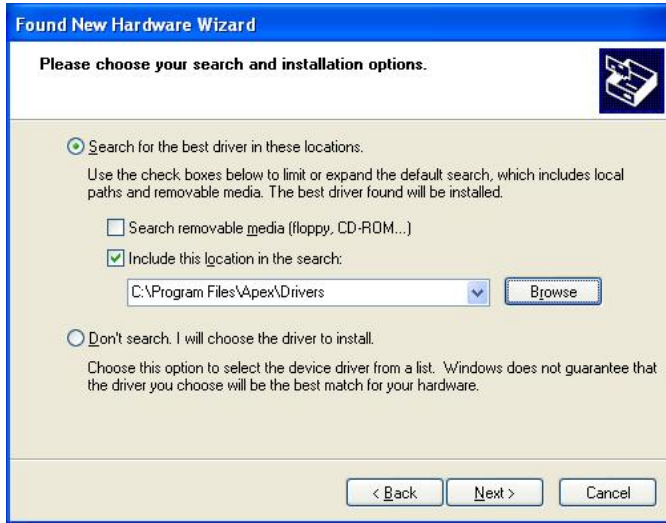 Found New Hardware Wizard
Please choose your search and installation options.
Search for the best driver in these locations.
Use the check boxes below to limit or expand the default search, which includes local
paths and removable media. The best driver found will be installed.
Search removable media (floppy, CD-ROM...)
Include this location in the search:
C:\Program Files\Apex\Drivers
Browse
Don't search. I will choose the driver to install.
Choose this option to select the device driver from a list. Windows does not guarantee that
the driver you choose will be the best match for your hardware.
< Back Next > Cancel